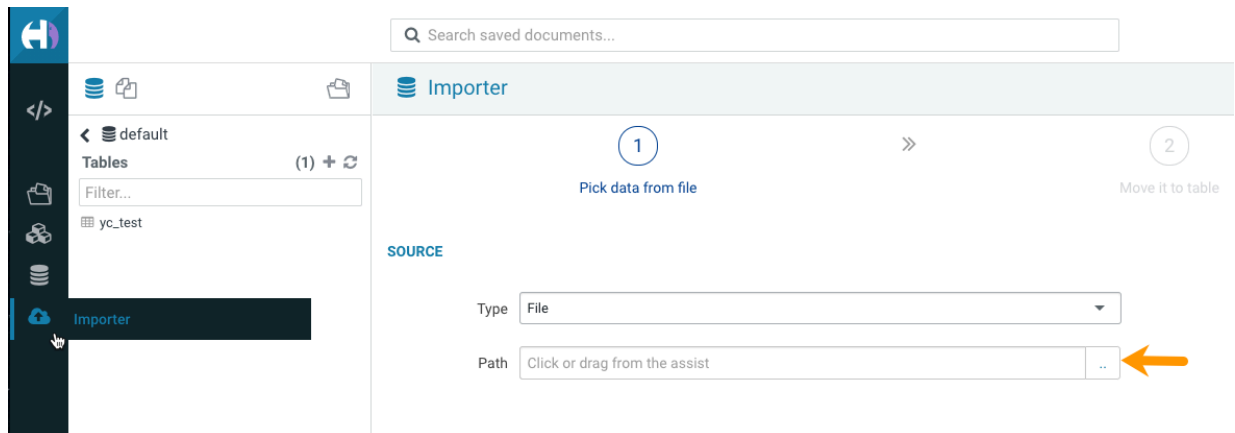 Search saved documents...
</>
Importer
default
Tables (1)
Filter...
yc_test
Importer
1
2
Pick data from file
Move it to table
SOURCE
Type File
Path Click or drag from the assist ..